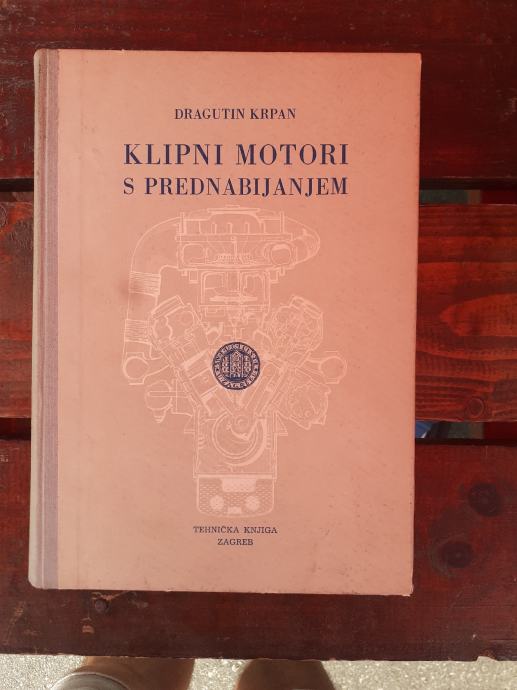 DRAGUTIN KRPAN
KLIPNI MOTORI
S PREDNABIJANJEM
TEHNIČKA KNJIGA
ZAGREB